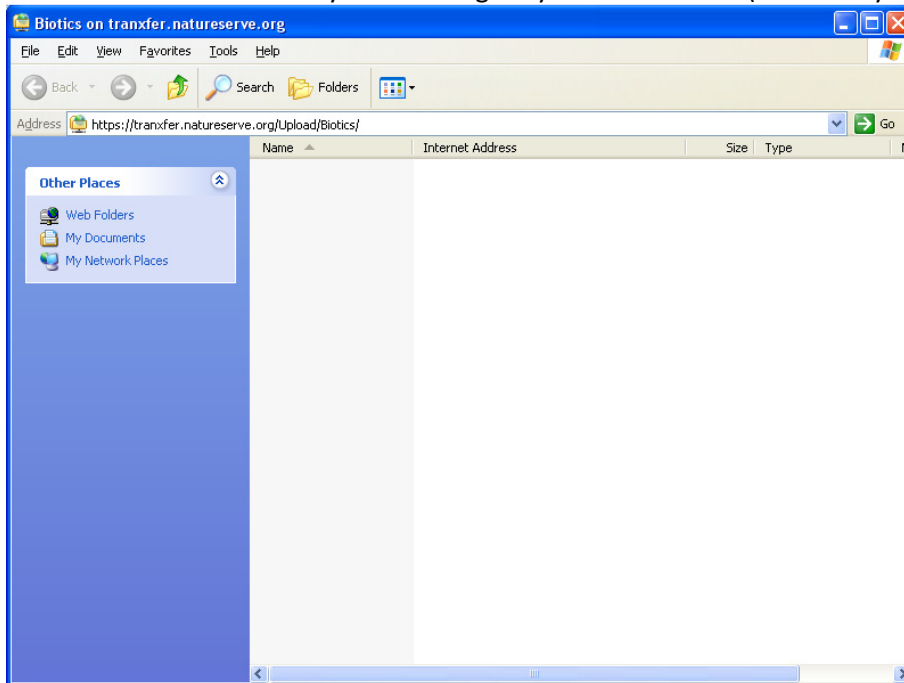 Biotics on tranxfer.natureserve.org
File Edit View Favorites Tools Help
Back Search Folders
Address https://tranxfer.natureserve.org/Upload/Biotics/ Go
Name Internet Address Size Type
Other Places
Web Folders
My Documents
My Network Places